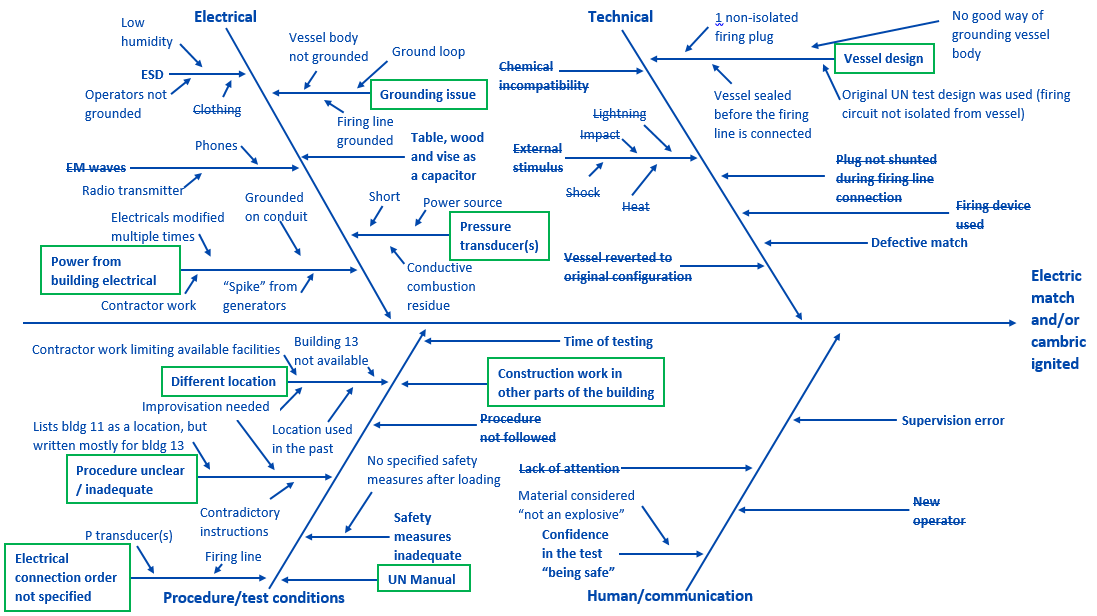 Electrical
Low
humidity
ESD
Operators not
grounded
Clothing
Vessel body
not grounded
Ground loop
Grounding issue
Firing line
grounded
Phones
EM waves
Radio transmitter
Table, wood
and vise as
a capacitor
Electricals modified
multiple times
Grounded
on conduit
Power from
building electrical
Contractor work
“Spike” from
generators
Short
Power source
Pressure
transducer(s)
Conductive
combustion
residue
Technical
1 non-isolated
firing plug
No good way of
grounding vessel
body
Vessel design
Chemical
incompatibility
Vessel sealed
before the firing
line is connected
Original UN test design was used (firing
circuit not isolated from vessel)
Lightning
Impact
External
stimulus
Shock
Heat
Plug not shunted
during firing line
connection
Firing device
used
Defective match
Vessel reverted to
original configuration
Electric
match
and/or
cambric
ignited
Contractor work limiting available facilities
Building 13
not available
Time of testing
Different location
Construction work in
other parts of the building
Improvisation needed
Location used
in the past
Procedure
not followed
Lists bldg 11 as a location, but
written mostly for bldg 13
Procedure unclear
/ inadequate
Contradictory
instructions
No specified safety
measures after loading
Safety
measures
inadequate
P transducer(s)
Firing line
Electrical
connection order
not specified
UN Manual
Procedure/test conditions
Supervision error
Lack of attention
Material considered
“not an explosive”
New
operator
Confidence
in the test
“being safe”
Human/communication